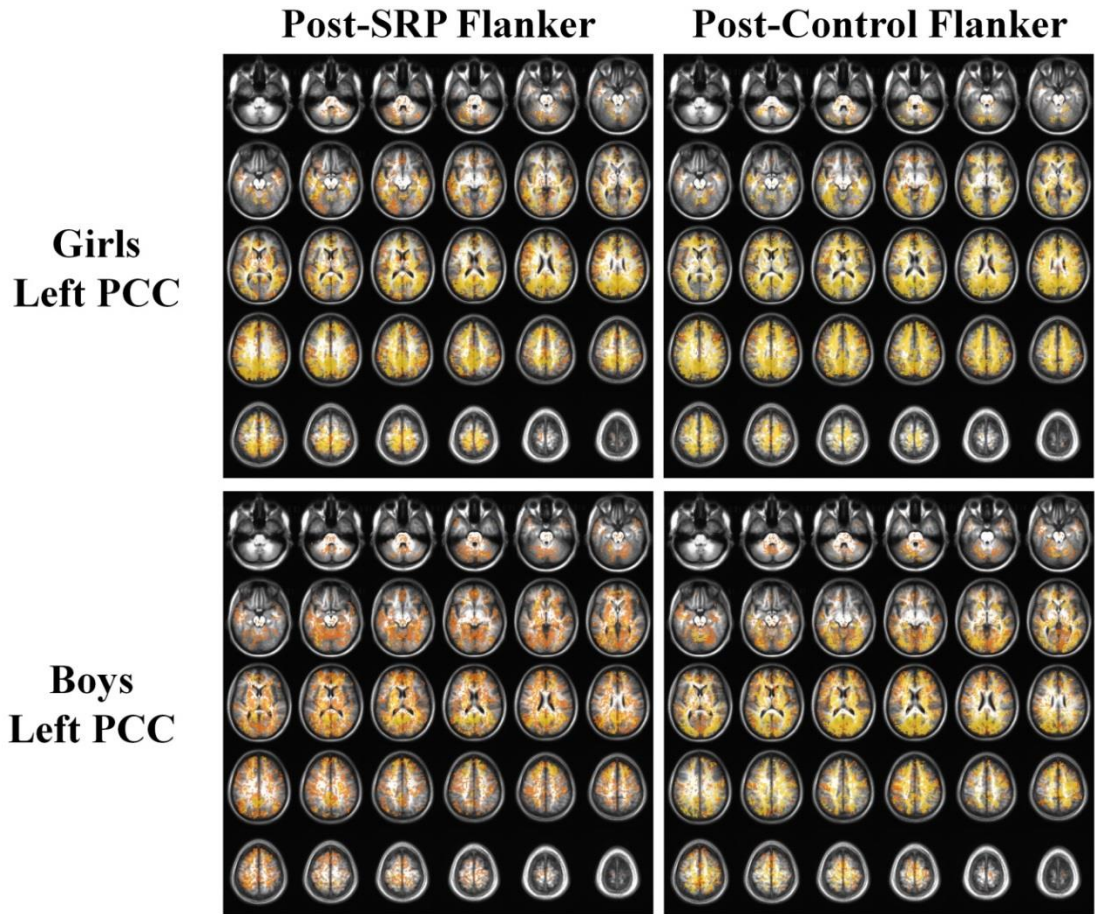 Post-SRP Flanker
Post-Control Flanker
Girls
Left PCC
Boys
Left PCC